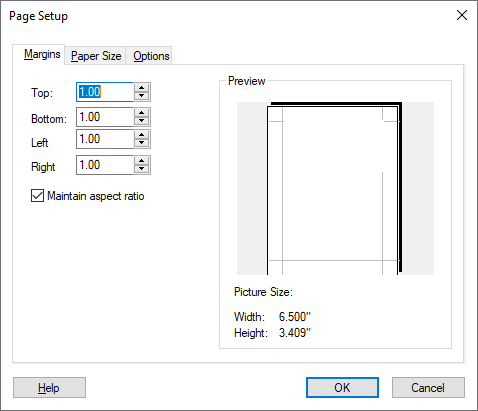 Page Setup
Margins Paper Size Options
Top: 1.00
Bottom: 1.00
Left 1.00
Right 1.00
Maintain aspect ratio
Preview
Picture Size:
Width: 6.500"
Height: 3.409"
Help OK Cancel